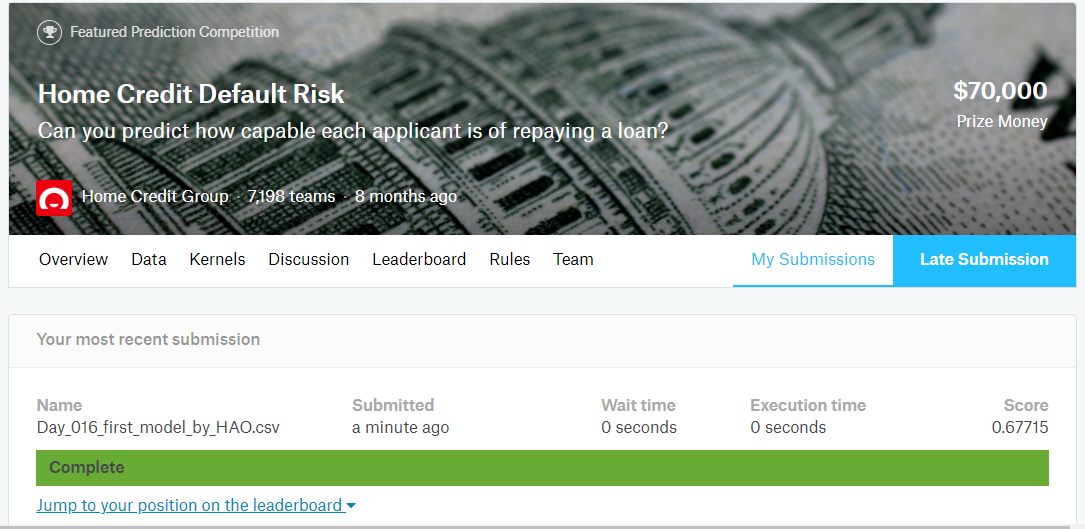 Featured Prediction Competition
Home Credit Default Risk
$70,000
Can you predict how capable each applicant is of repaying a loan?
Prize Money
Home Credit Group · 7,198 teams · 8 months ago
Overview Data Kernels Discussion Leaderboard Rules Team My Submissions Late Submission
Your most recent submission
Name Submitted Wait time Execution time Score
Day_016_first_model_by_HAO.csv a minute ago 0 seconds 0 seconds 0.67715
Complete
Jump to your position on the leaderboard